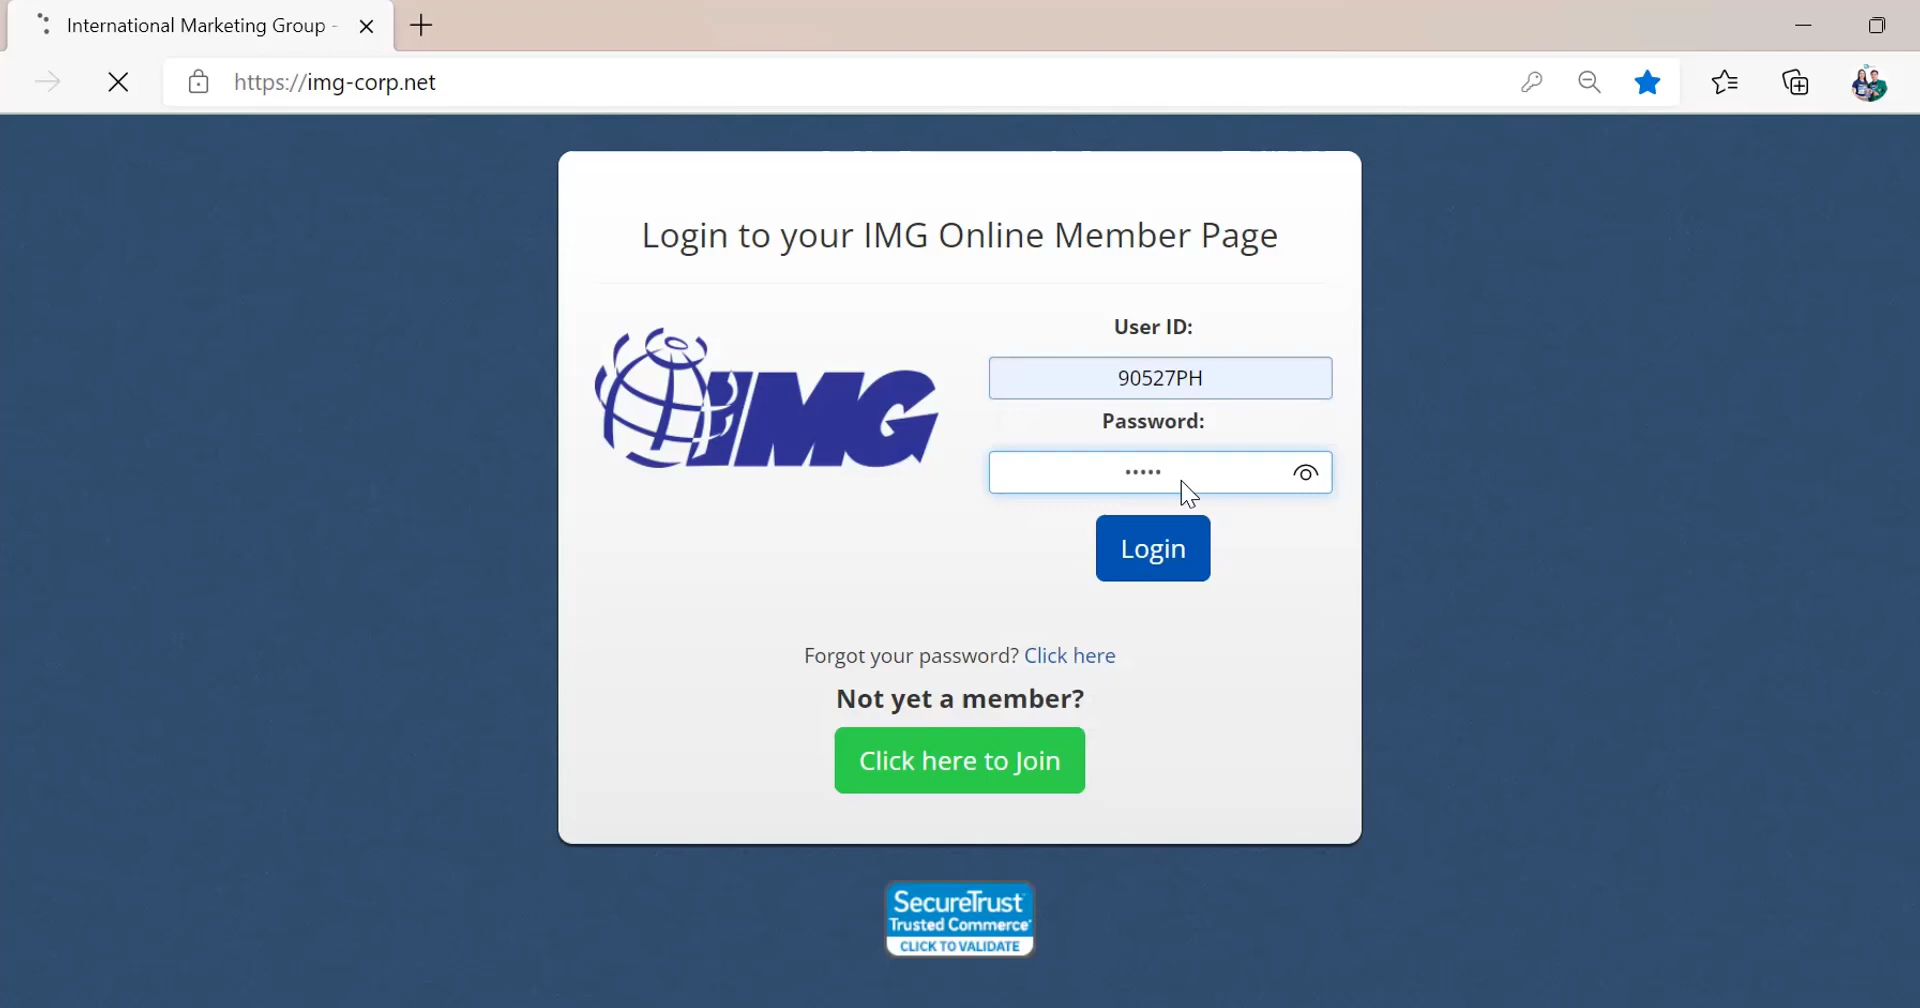 International Marketing Group -
https://img-corp.net
Login to your IMG Online Member Page
IMG
User ID:
90527PH
Password:
•••••
Login
Forgot your password? Click here
Not yet a member?
Click here to Join
SecureTrust
Trusted Commerce
CLICK TO VALIDATE